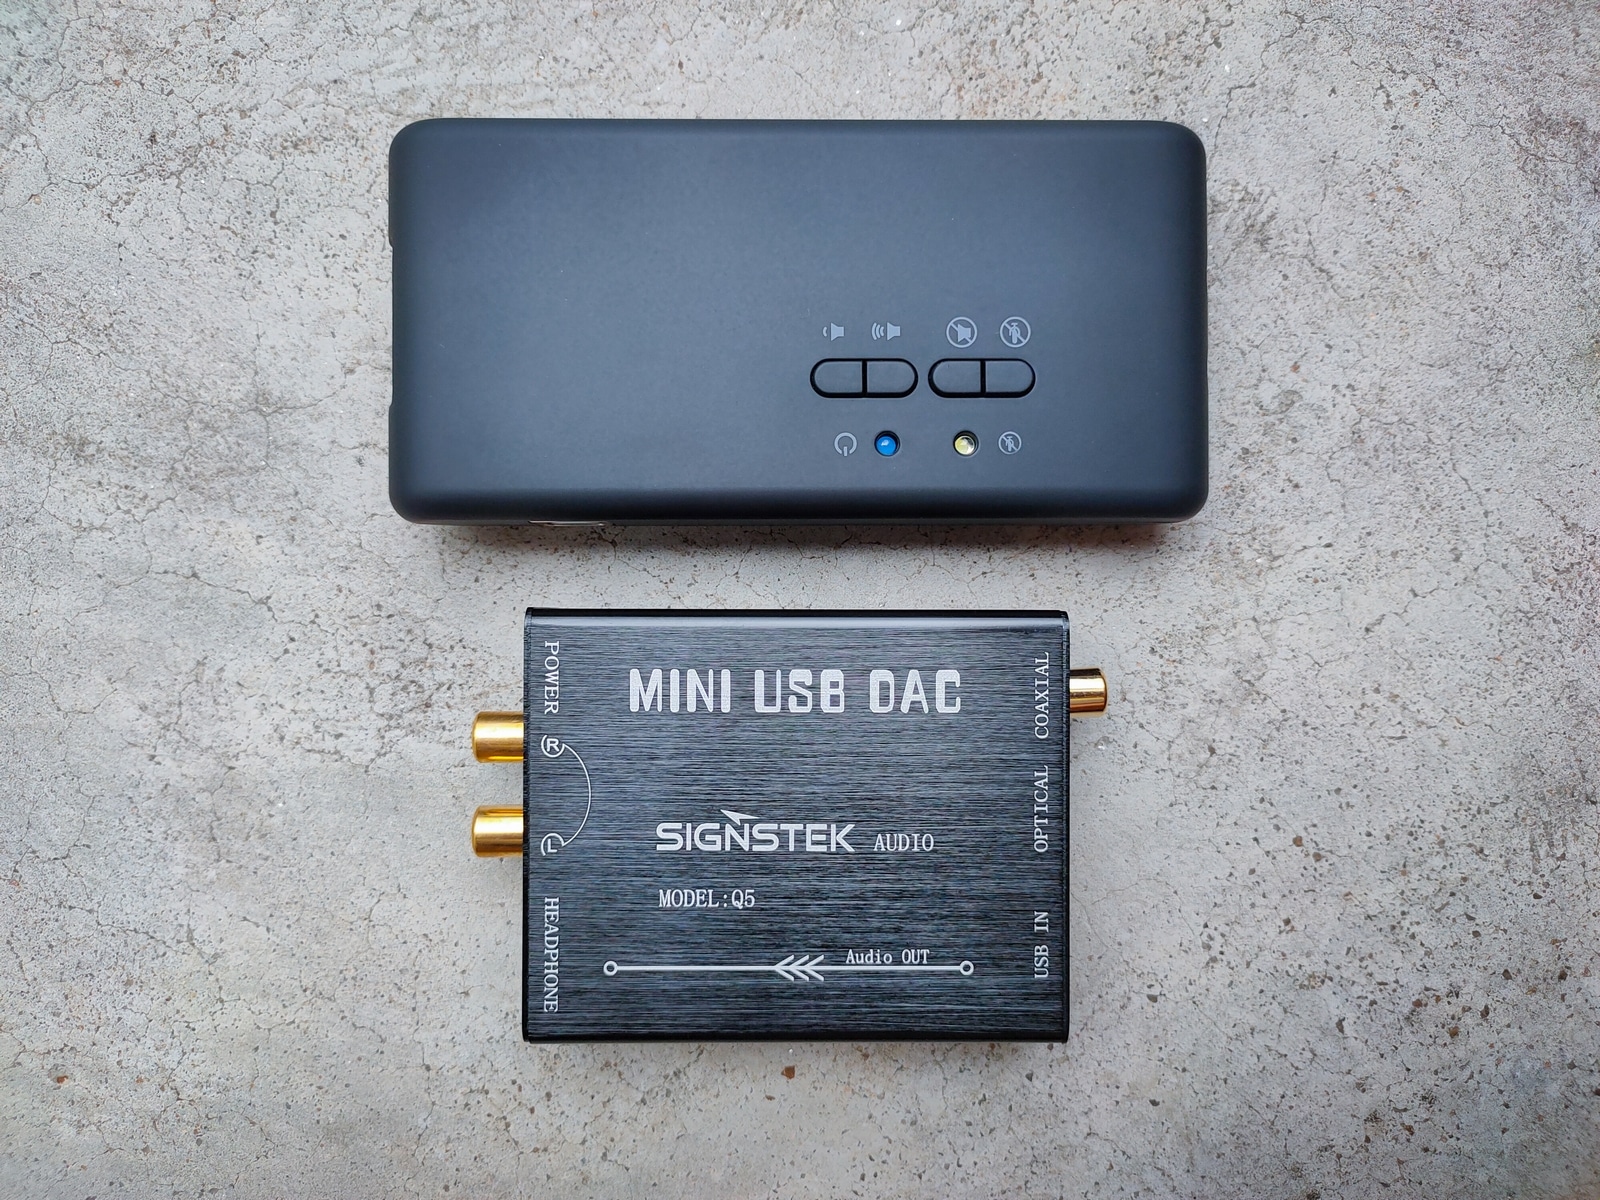 MINI USB DAC
SIGNSTEK AUDIO
MODEL:Q5
Audio OUT
POWER
R
L
HEADPHONE
COAXIAL
OPTICAL
USB IN